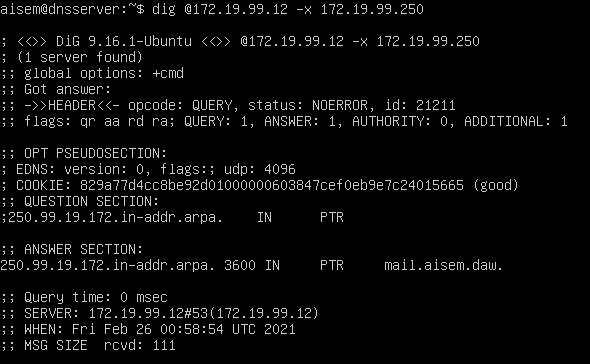 aisem@dnsserver:~$ dig @172.19.99.12 -x 172.19.99.250
; <<>> DiG 9.16.1-Ubuntu <<>> @172.19.99.12 -x 172.19.99.250
; (1 server found)
;; global options: +cmd
;; Got answer:
;; ->>HEADER<<- opcode: QUERY, status: NOERROR, id: 21211
;; flags: qr aa rd ra; QUERY: 1, ANSWER: 1, AUTHORITY: 0, ADDITIONAL: 1
;; OPT PSEUDOSECTION:
; EDNS: version: 0, flags:; udp: 4096
; COOKIE: 829a77d4cc8be92d01000000603847cef0eb9e7c24015665 (good)
;; QUESTION SECTION:
;250.99.19.172.in-addr.arpa. IN PTR
;; ANSWER SECTION:
250.99.19.172.in-addr.arpa. 3600 IN PTR mail.aisem.daw.
;; Query time: 0 msec
;; SERVER: 172.19.99.12#53(172.19.99.12)
;; WHEN: Fri Feb 26 00:58:54 UTC 2021
;; MSG SIZE rcvd: 111